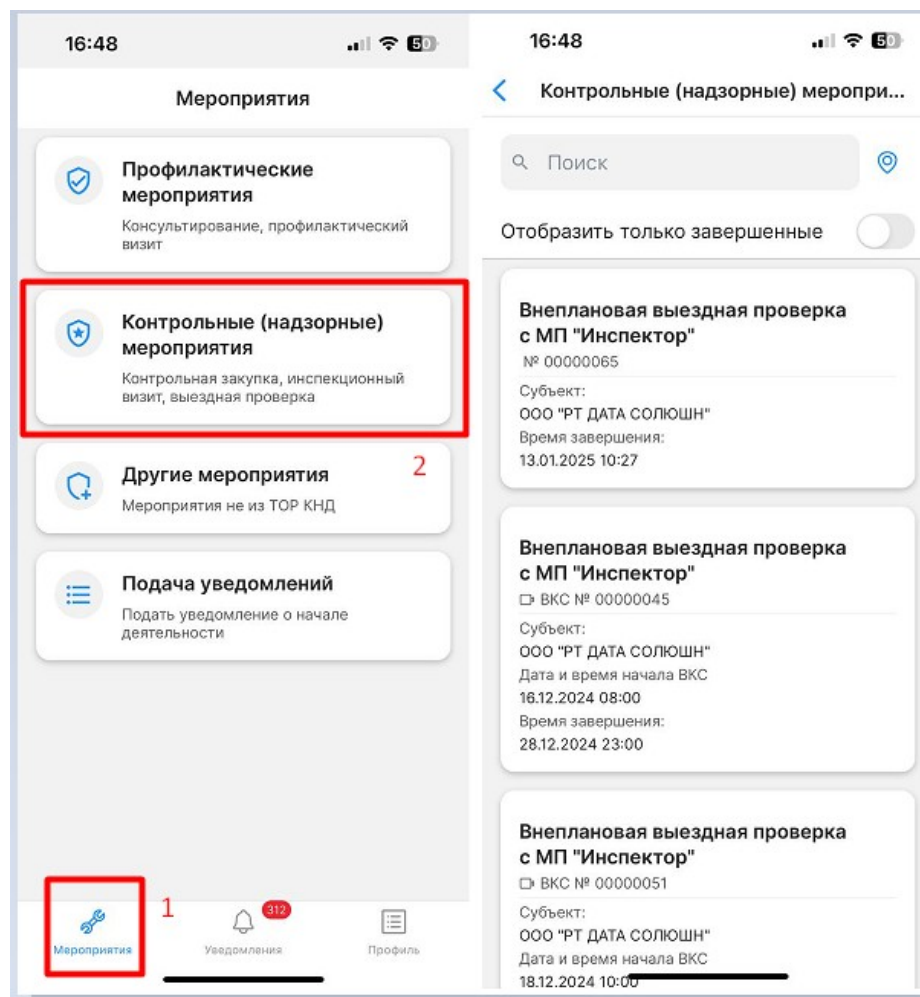 16:48
50
Мероприятия
Профилактические
мероприятия
Консультирование, профилактический
визит
Контрольные (надзорные)
мероприятия
Контрольная закупка, инспекционный
визит, выездная проверка
2
Другие мероприятия
Мероприятия не из ТОР КНД
Подача уведомлений
Подать уведомление о начале
деятельности
1
312
Мероприятия
Уведомления
Профиль
16:48
50
Контрольные (надзорные) меропри...
Поиск
Отобразить только завершенные
Внеплановая выездная проверка
с МП "Инспектор"
№ 00000065
Субъект:
ООО "РТ ДАТА СОЛЮШН"
Время завершения:
13.01.2025 10:27
Внеплановая выездная проверка
с МП "Инспектор"
ВКС № 00000045
Субъект:
ООО "РТ ДАТА СОЛЮШН"
Дата и время начала ВКС
16.12.2024 08:00
Время завершения:
28.12.2024 23:00
Внеплановая выездная проверка
с МП "Инспектор"
ВКС № 00000051
Субъект:
ООО "РТ ДАТА СОЛЮШН"
Дата и время начала ВКС
18.12.2024 10:00